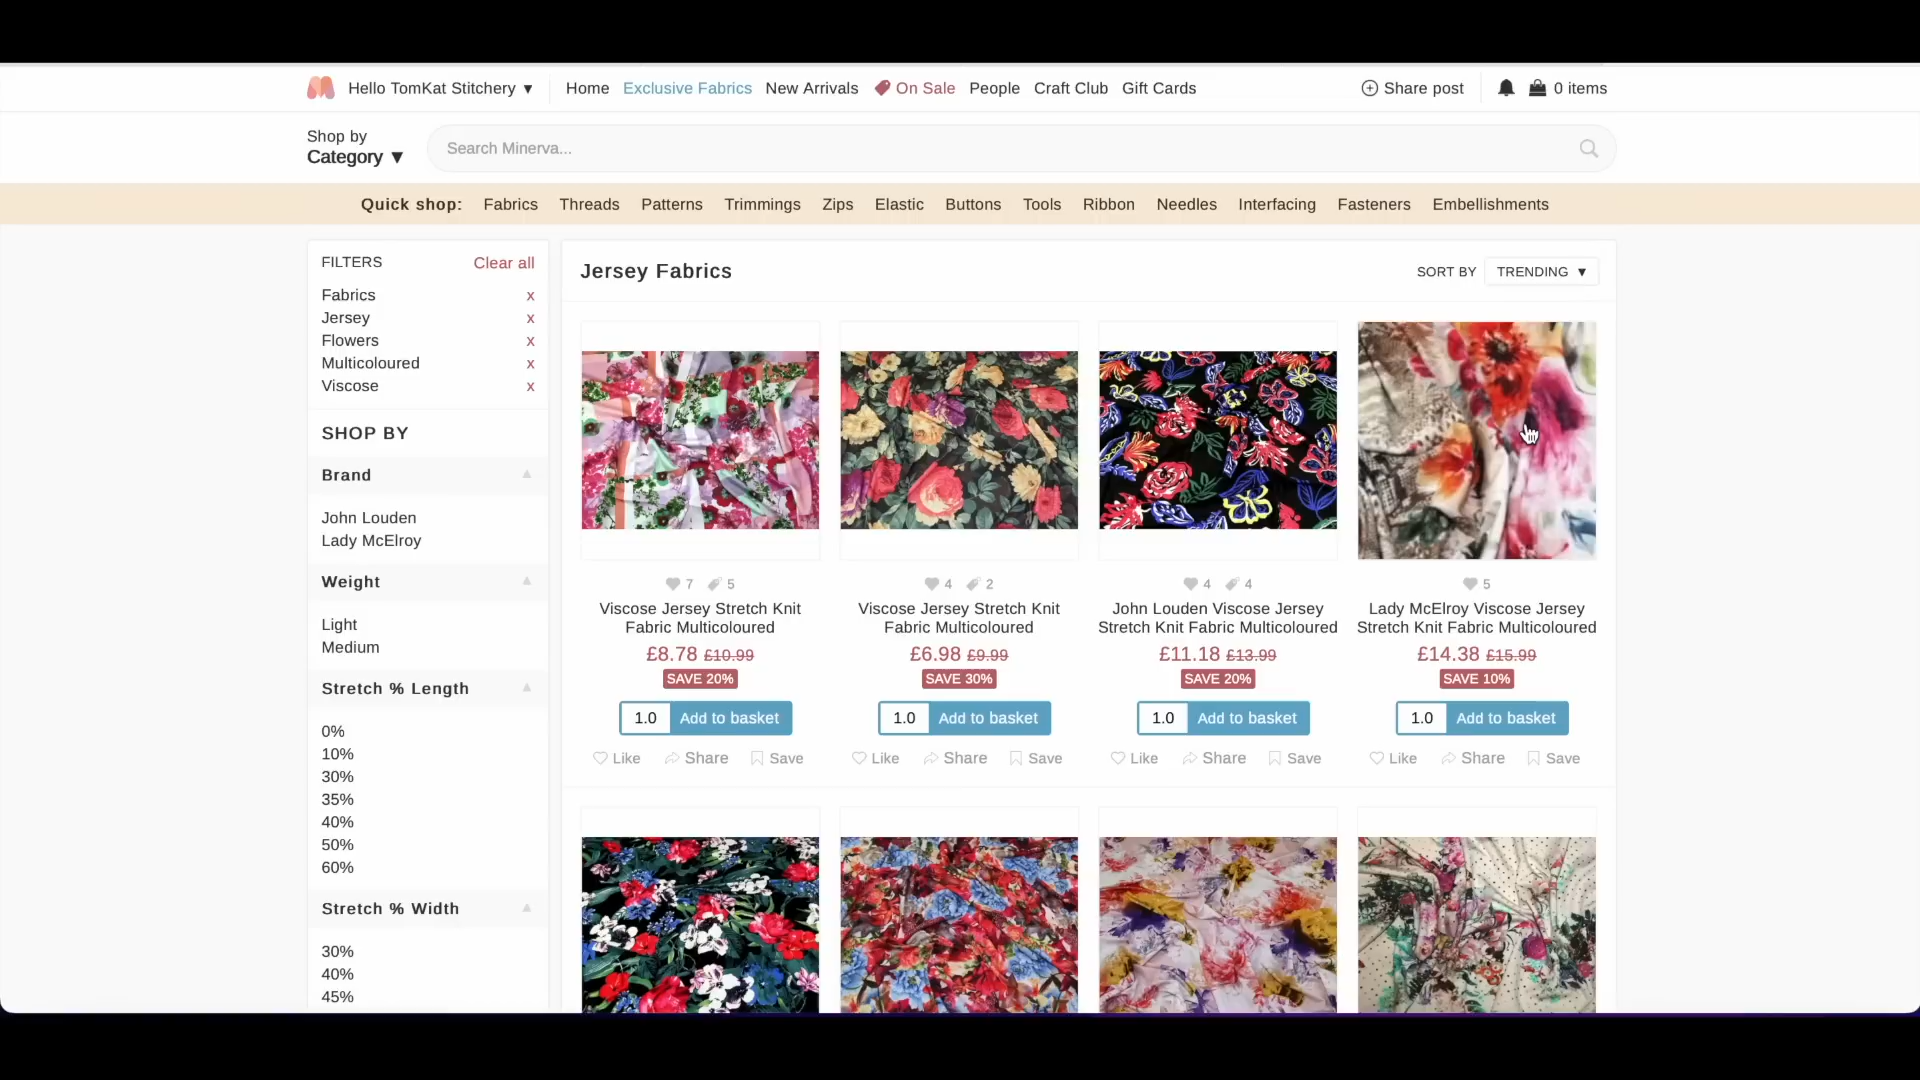 Hello TomKat Stitchery ▼ Home Exclusive Fabrics New Arrivals On Sale People Craft Club Gift Cards Share post 0 items
Shop by
Category ▼
Search Minerva...
Quick shop: Fabrics Threads Patterns Trimmings Zips Elastic Buttons Tools Ribbon Needles Interfacing Fasteners Embellishments
FILTERS Clear all
Fabrics x
Jersey x
Flowers x
Multicoloured x
Viscose x
SHOP BY
Brand
John Louden
Lady McElroy
Weight
Light
Medium
Stretch % Length
0%
10%
30%
35%
40%
50%
60%
Stretch % Width
30%
40%
45%
Jersey Fabrics SORT BY TRENDING ▼
7 5
Viscose Jersey Stretch Knit
Fabric Multicoloured
£8.78 £10.99
SAVE 20%
1.0 Add to basket
Like Share Save
4 2
Viscose Jersey Stretch Knit
Fabric Multicoloured
£6.98 £9.99
SAVE 30%
1.0 Add to basket
Like Share Save
4 4
John Louden Viscose Jersey
Stretch Knit Fabric Multicoloured
£11.18 £13.99
SAVE 20%
1.0 Add to basket
Like Share Save
5
Lady McElroy Viscose Jersey
Stretch Knit Fabric Multicoloured
£14.38 £15.99
SAVE 10%
1.0 Add to basket
Like Share Save